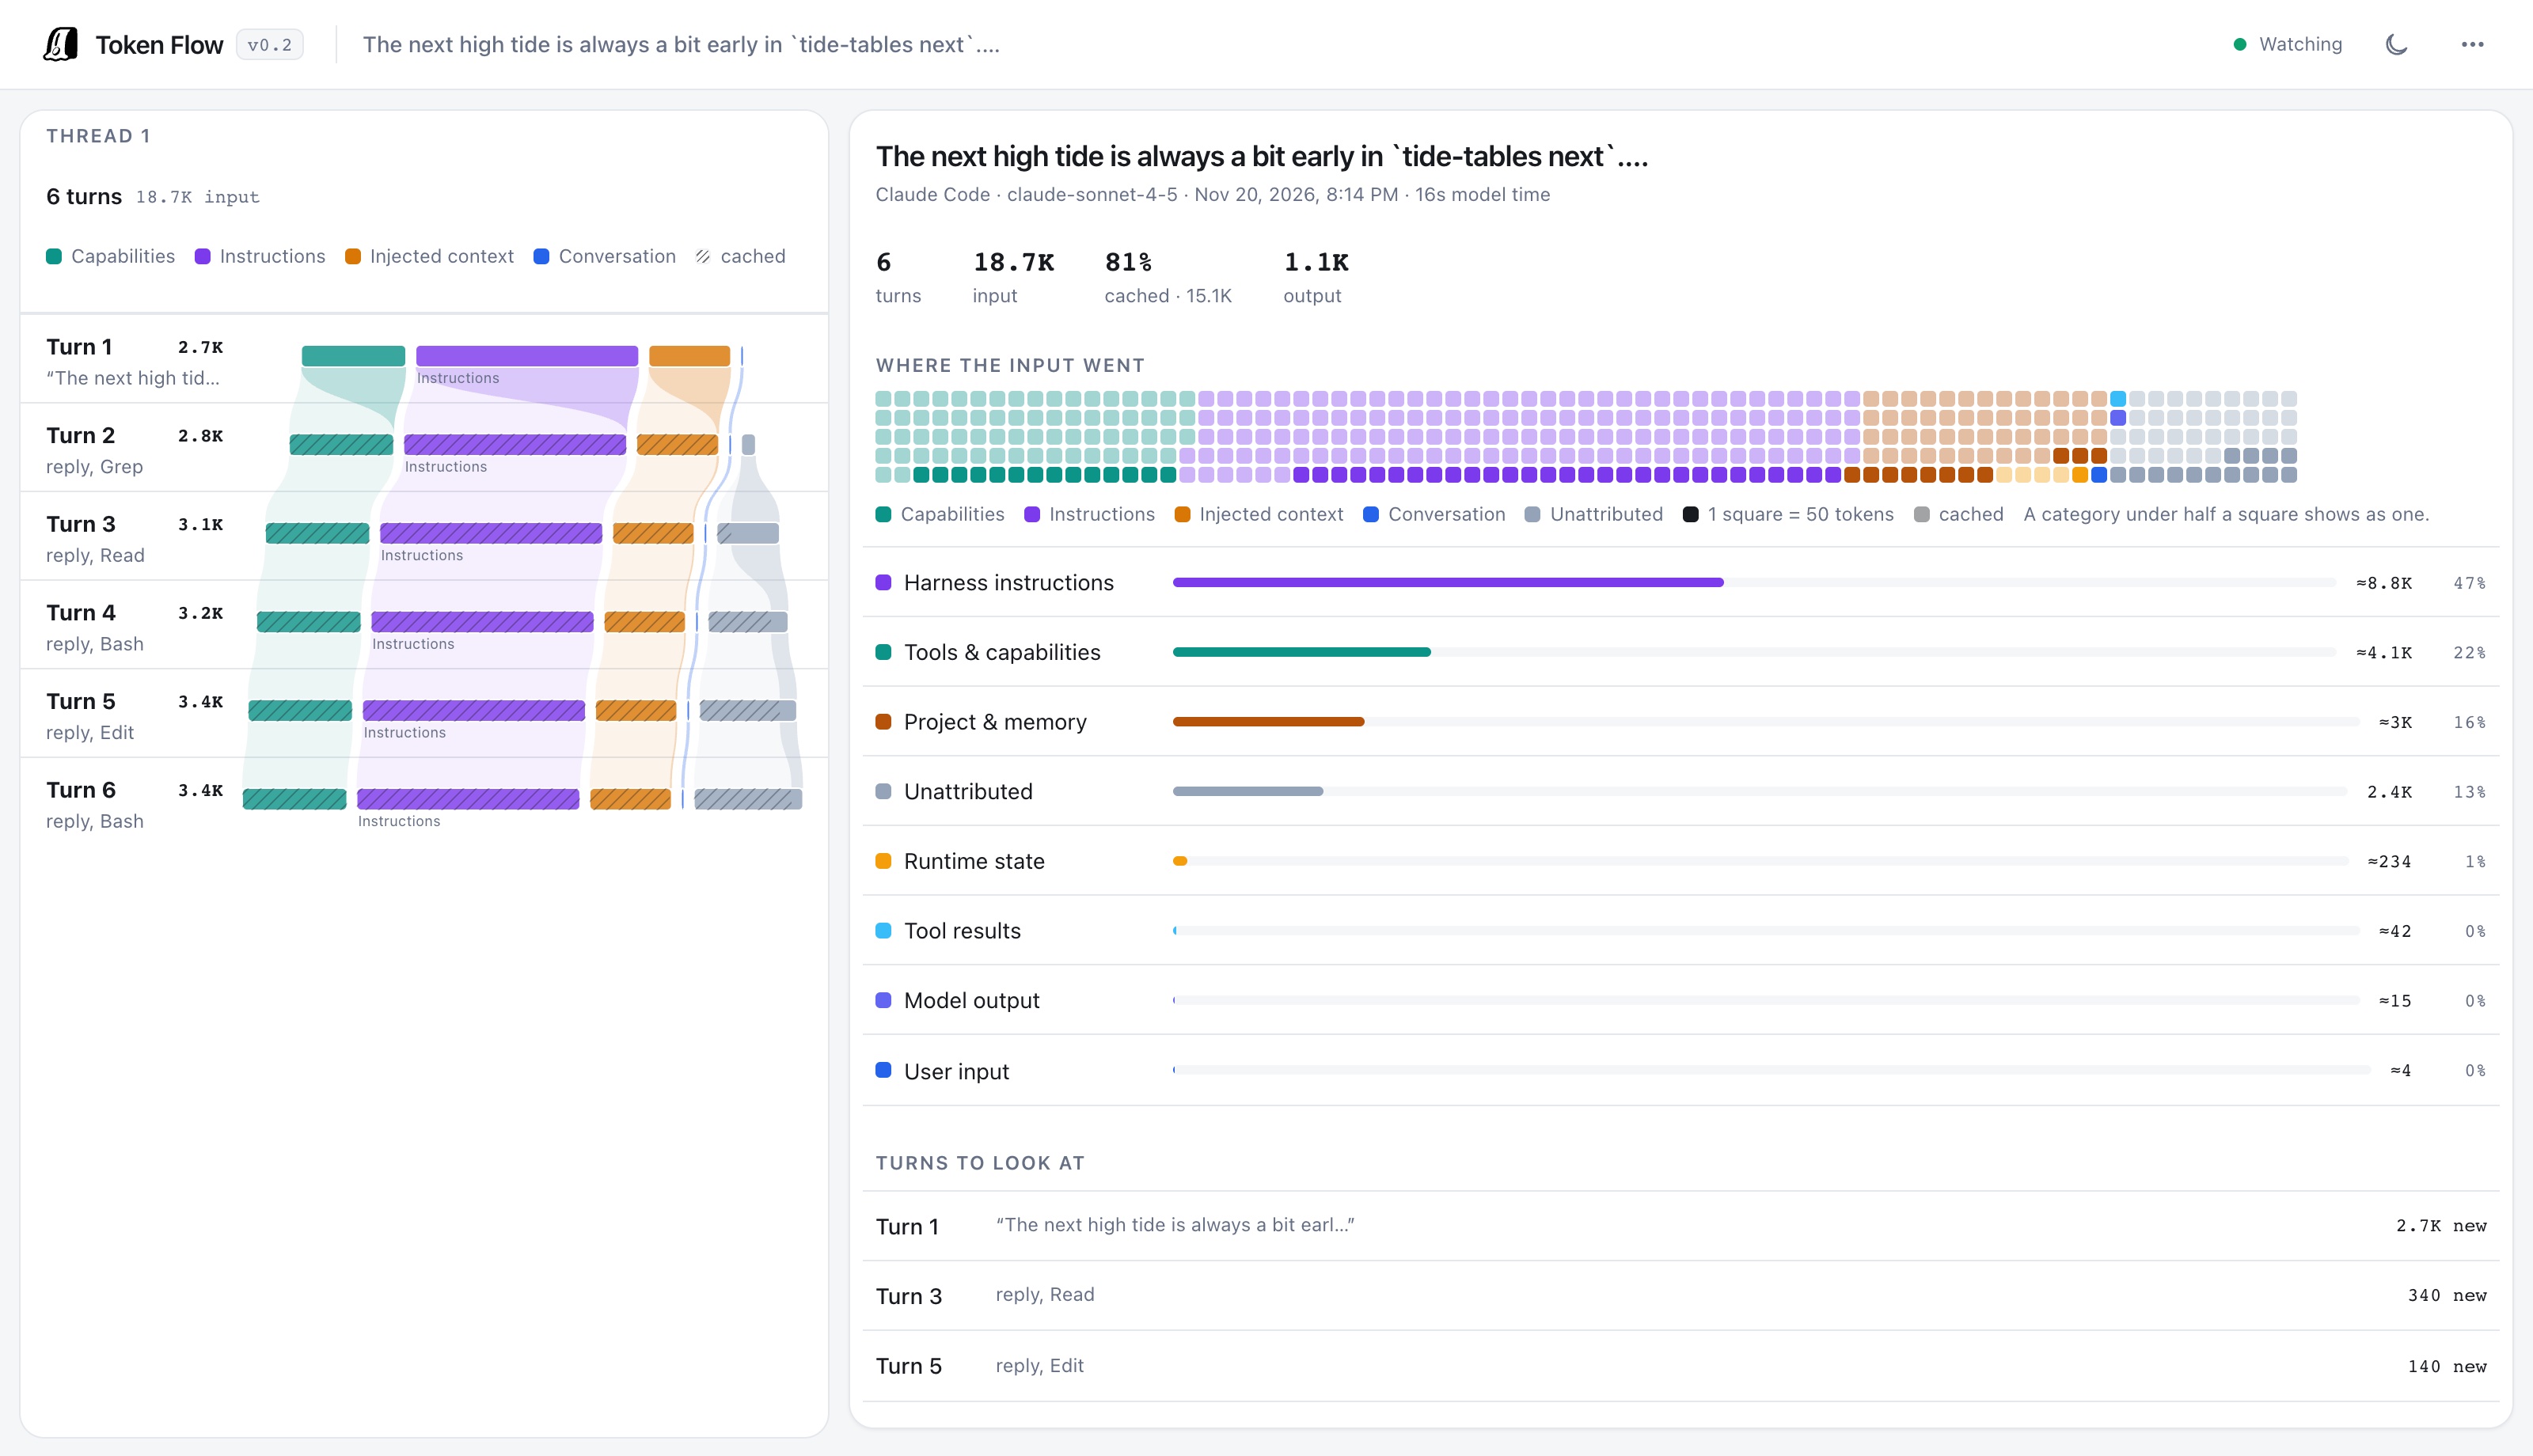 Token Flow v0.2 The next high tide is always a bit early in `tide-tables next`.... Watching
THREAD 1
6 turns 18.7K input
Capabilities Instructions Injected context Conversation cached
Turn 1 2.7K
“The next high tid...
Instructions
Turn 2 2.8K
reply, Grep
Instructions
Turn 3 3.1K
reply, Read
Instructions
Turn 4 3.2K
reply, Bash
Instructions
Turn 5 3.4K
reply, Edit
Instructions
Turn 6 3.4K
reply, Bash
Instructions
The next high tide is always a bit early in `tide-tables next`....
Claude Code · claude-sonnet-4-5 · Nov 20, 2026, 8:14 PM · 16s model time
6 18.7K 81% 1.1K
turns input cached · 15.1K output
WHERE THE INPUT WENT
Capabilities Instructions Injected context Conversation Unattributed 1 square = 50 tokens cached A category under half a square shows as one.
Harness instructions ≈8.8K 47%
Tools & capabilities ≈4.1K 22%
Project & memory ≈3K 16%
Unattributed 2.4K 13%
Runtime state ≈234 1%
Tool results ≈42 0%
Model output ≈15 0%
User input ≈4 0%
TURNS TO LOOK AT
Turn 1 “The next high tide is always a bit earl...” 2.7K new
Turn 3 reply, Read 340 new
Turn 5 reply, Edit 140 new